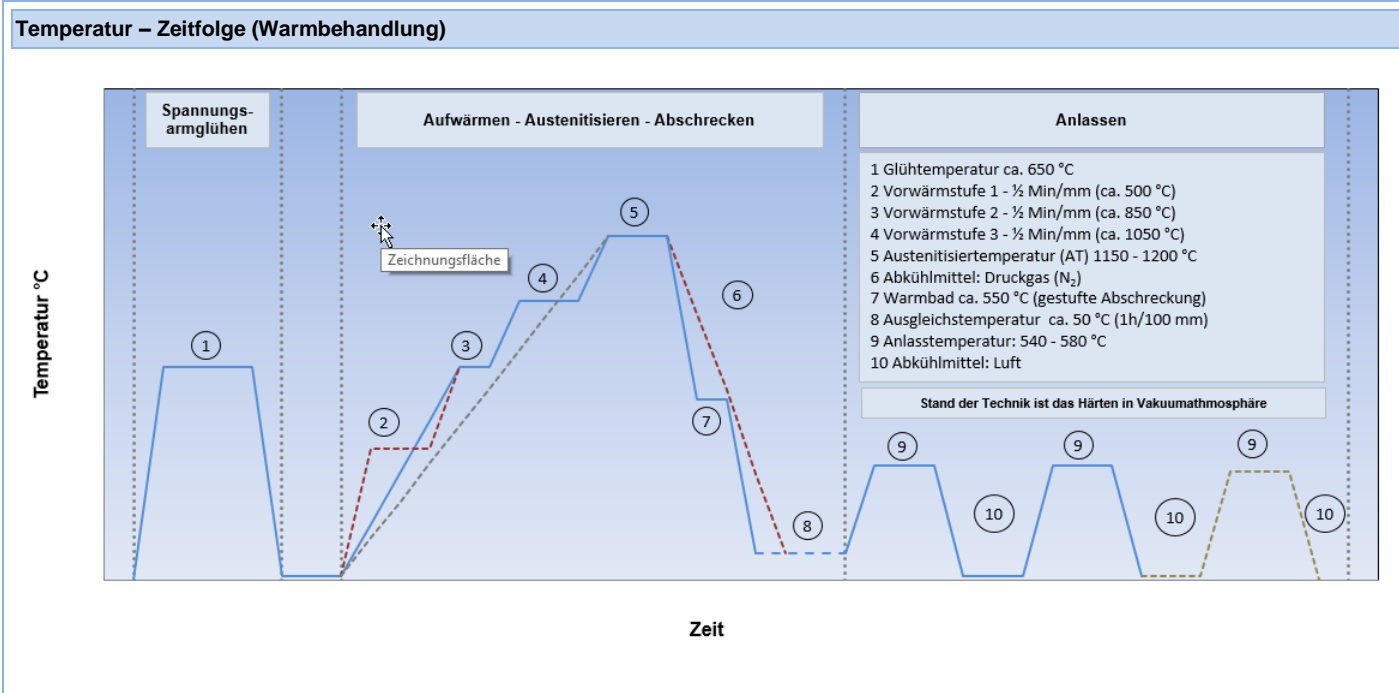 Temperatur – Zeitfolge (Warmbehandlung)
Spannungs-
armglühen
Aufwärmen - Austenitisieren - Abschrecken
Anlassen
1 Glühtemperatur ca. 650 °C
2 Vorwärmstufe 1 - ½ Min/mm (ca. 500 °C)
3 Vorwärmstufe 2 - ½ Min/mm (ca. 850 °C)
4 Vorwärmstufe 3 - ½ Min/mm (ca. 1050 °C)
5 Austenitisiertemperatur (AT) 1150 - 1200 °C
6 Abkühlmittel: Druckgas (N₂)
7 Warmbad ca. 550 °C (gestufte Abschreckung)
8 Ausgleichstemperatur ca. 50 °C (1h/100 mm)
9 Anlasstemperatur: 540 - 580 °C
10 Abkühlmittel: Luft
Stand der Technik ist das Härten in Vakuumathmosphäre
Zeichnungsfläche
Temperatur °C
1
2
3
4
5
6
7
8
9
10
9
10
9
10
Zeit